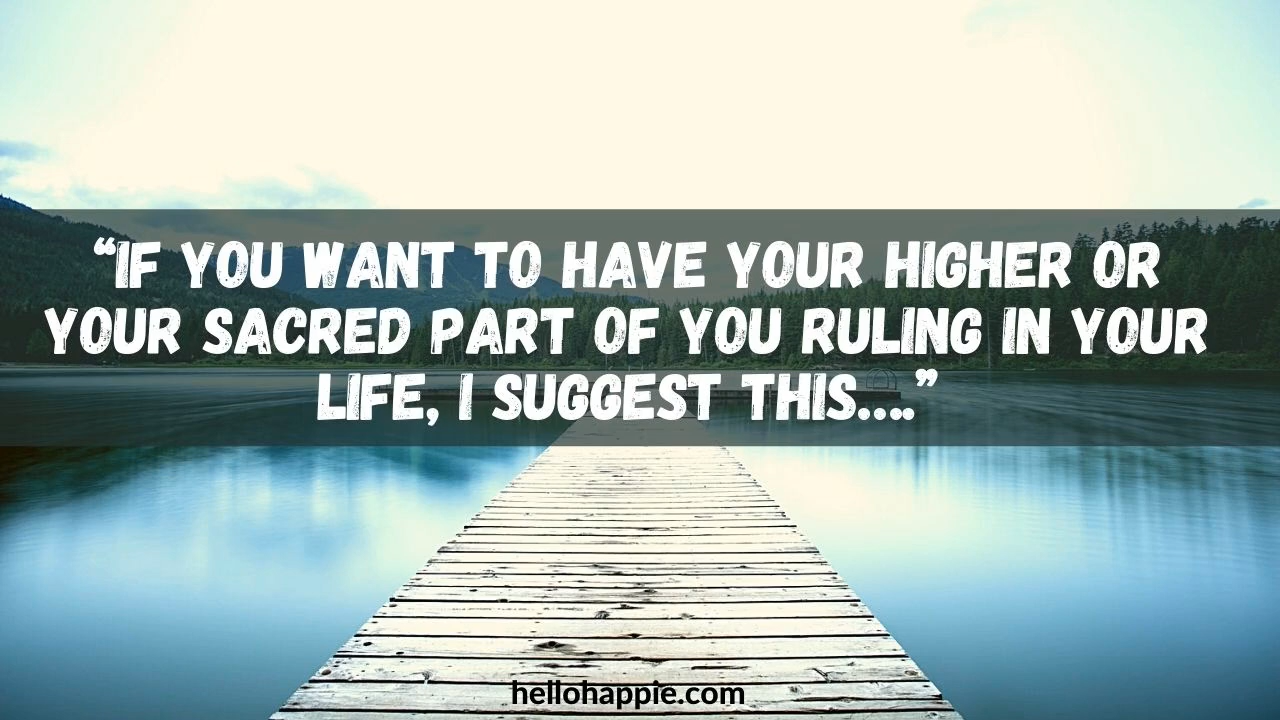 “IF YOU WANT TO HAVE YOUR HIGHER OR
YOUR SACRED PART OF YOU RULING IN YOUR
LIFE, I SUGGEST THIS....”
hellohappie.com